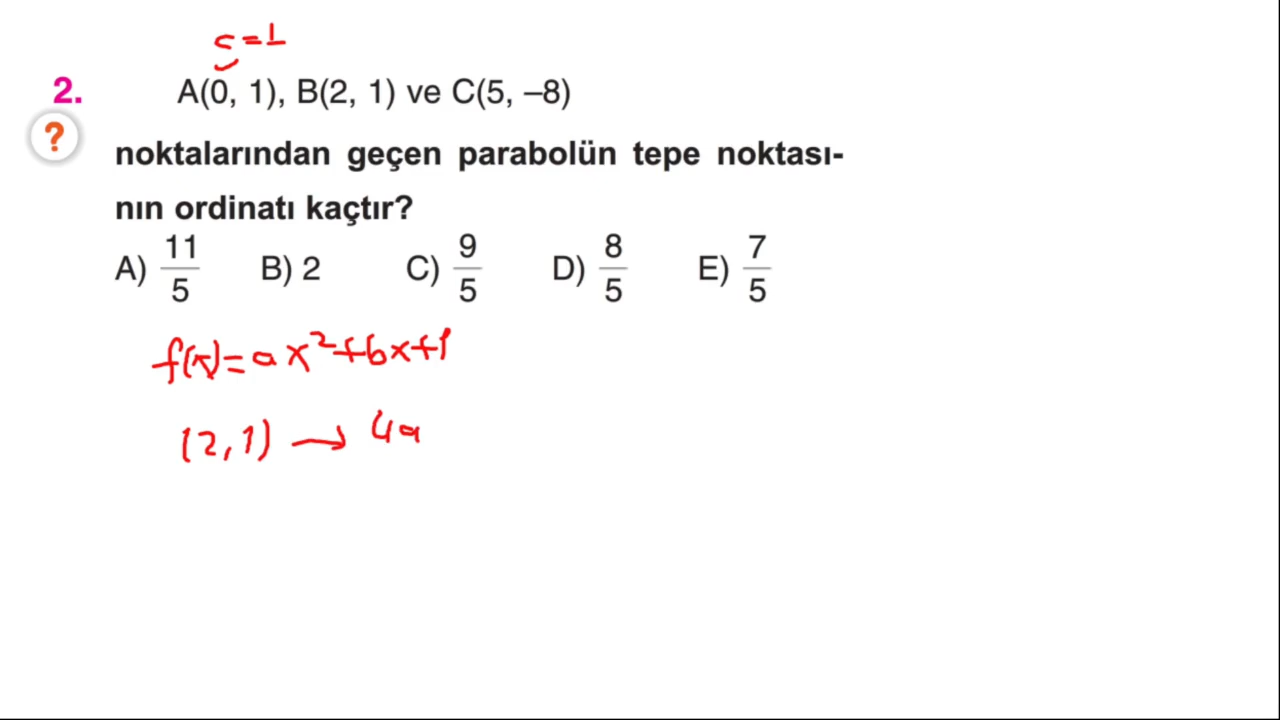 c=1
2. A(0, 1), B(2, 1) ve C(5, –8)
?
noktalarından geçen parabolün tepe noktası-
nın ordinatı kaçtır?
A) 11/5 B) 2 C) 9/5 D) 8/5 E) 7/5
f(x)=ax²+bx+1
(2,1) → 4a